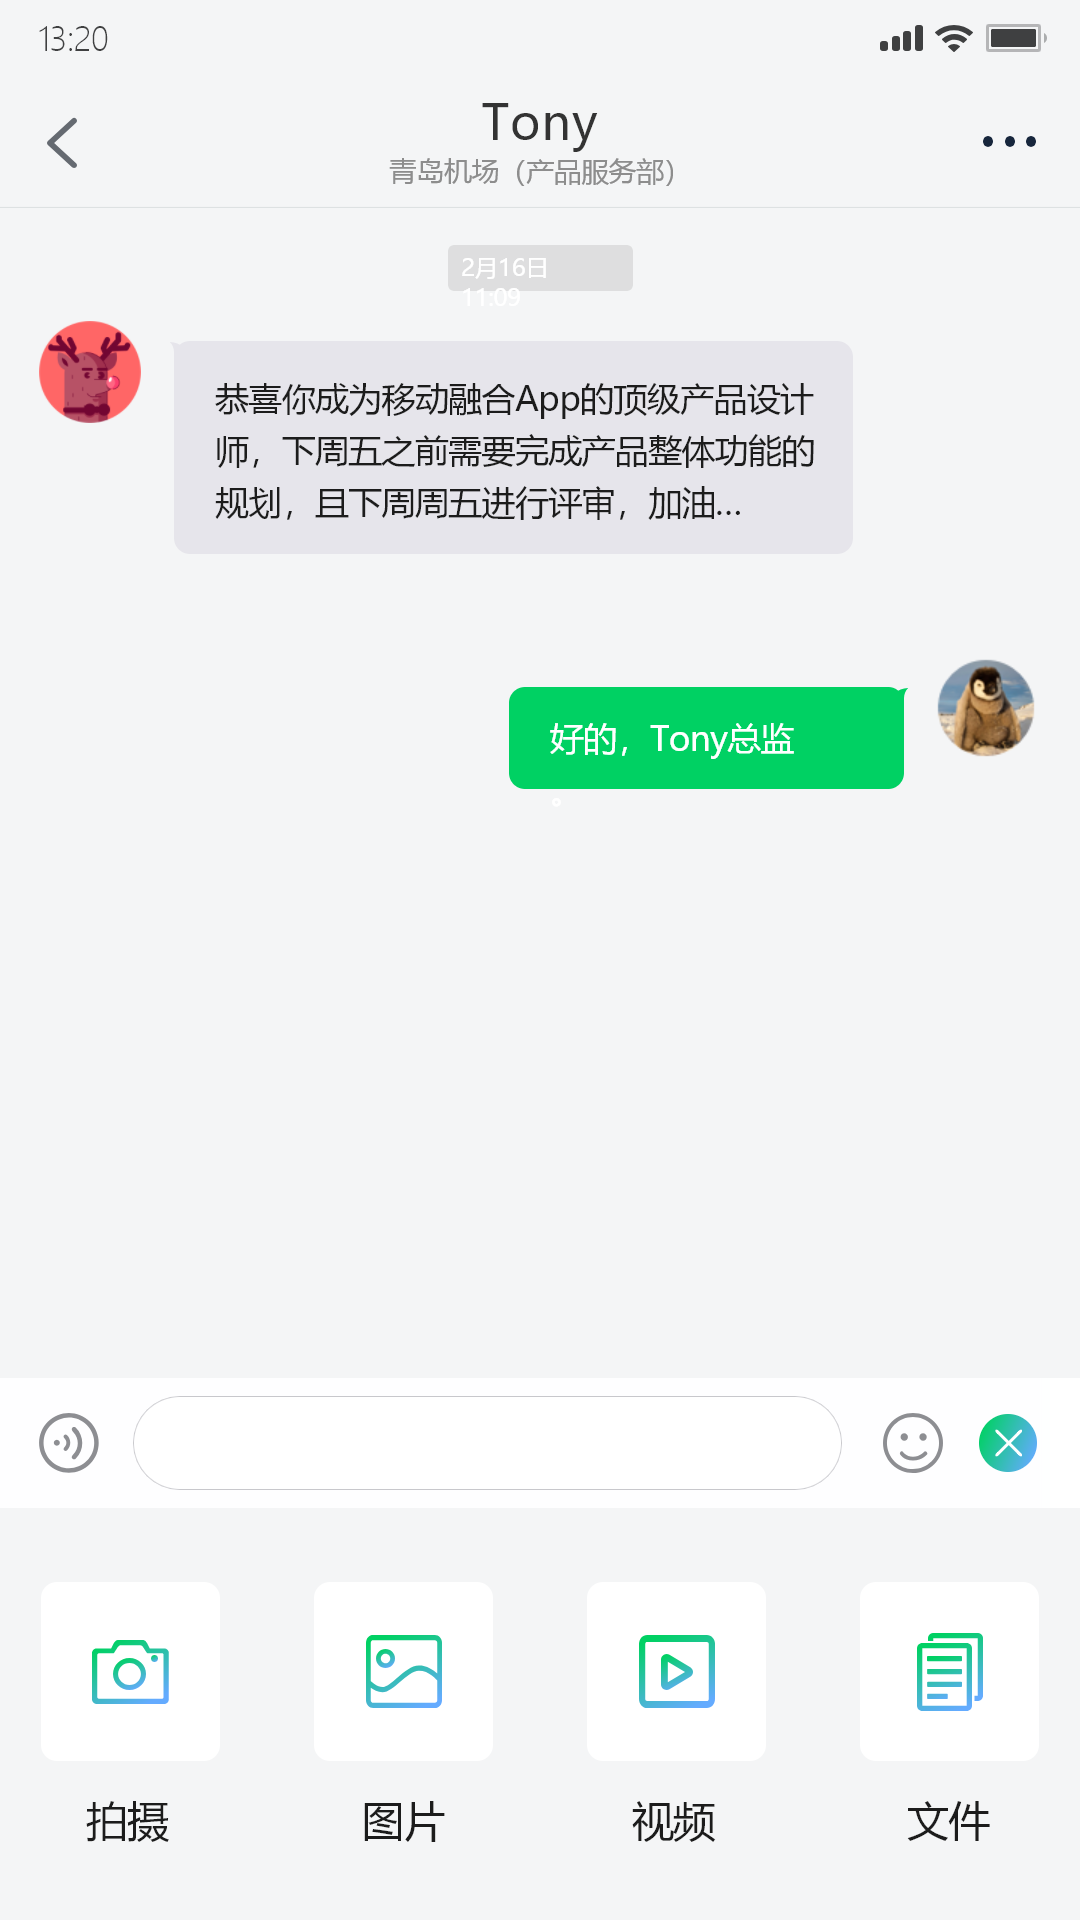 13:20
Tony
青岛机场（产品服务部）
2月16日
11:09
恭喜你成为移动融合App的顶级产品设计
师，下周五之前需要完成产品整体功能的
规划，且下周周五进行评审，加油...
好的，Tony总监
。
拍摄
图片
视频
文件